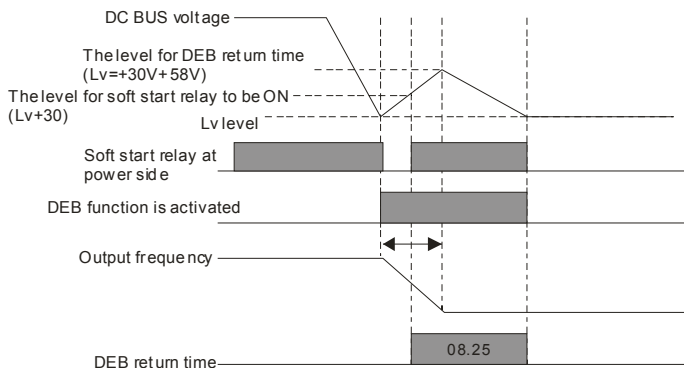 DC BUS voltage
The level for DEB return time
(Lv=+30V+58V)
The level for soft start relay to be ON
(Lv+30)
Lv level
Soft start relay at
power side
DEB function is activated
Output frequency
08.25
DEB return time